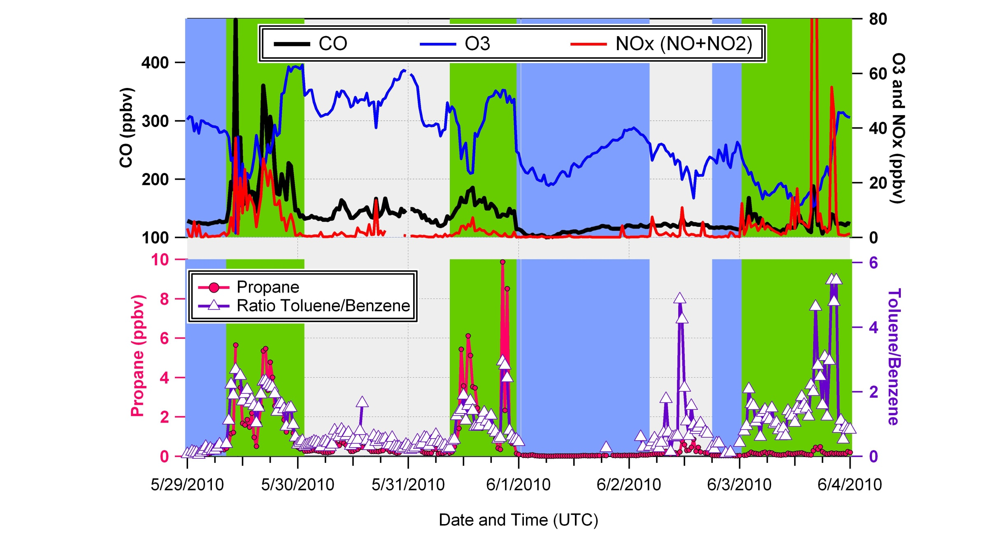 CO O3 NOx (NO+NO2)
CO (ppbv)
400
300
200
100
80
60
40
20
0
O3 and NOx (ppbv)
Propane
Ratio Toluene/Benzene
Propane (ppbv)
10
8
6
4
2
0
6
4
2
0
Toluene/Benzene
5/29/2010 5/30/2010 5/31/2010 6/1/2010 6/2/2010 6/3/2010 6/4/2010
Date and Time (UTC)